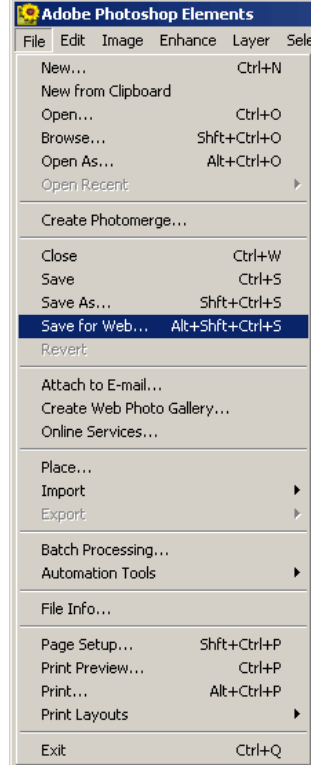 Adobe Photoshop Elements
File Edit Image Enhance Layer Sele
New... Ctrl+N
New from Clipboard
Open... Ctrl+O
Browse... Shft+Ctrl+O
Open As... Alt+Ctrl+O
Open Recent
Create Photomerge...
Close Ctrl+W
Save Ctrl+S
Save As... Shft+Ctrl+S
Save for Web... Alt+Shft+Ctrl+S
Revert
Attach to E-mail...
Create Web Photo Gallery...
Online Services...
Place...
Import
Export
Batch Processing...
Automation Tools
File Info...
Page Setup... Shft+Ctrl+P
Print Preview... Ctrl+P
Print... Alt+Ctrl+P
Print Layouts
Exit Ctrl+Q